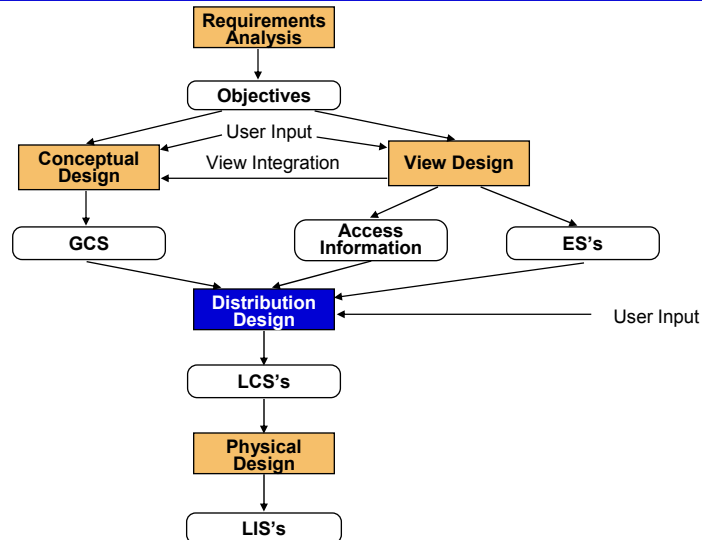 Requirements
Analysis
Objectives
User Input
Conceptual
Design
View Integration
View Design
GCS
Access
Information
ES's
Distribution
Design
User Input
LCS's
Physical
Design
LIS's